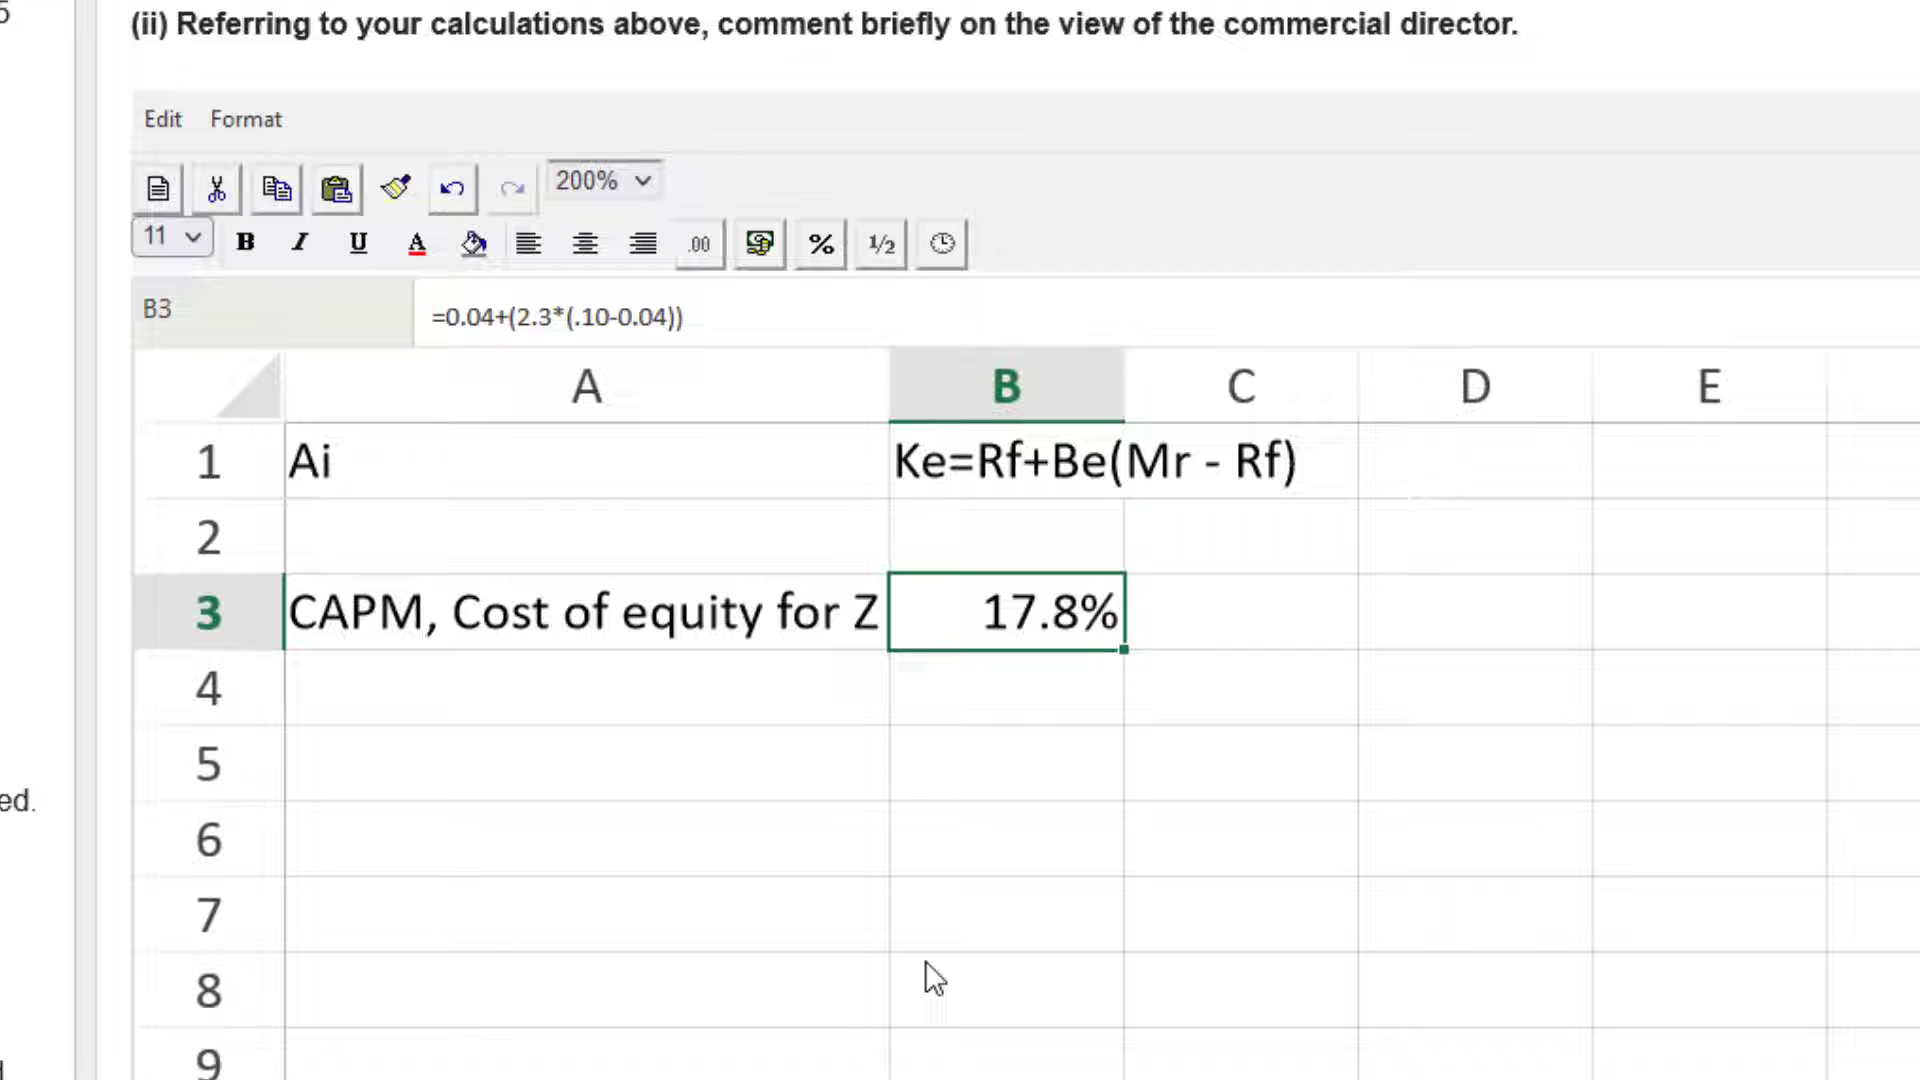 5
(ii) Referring to your calculations above, comment briefly on the view of the commercial director.
Edit Format
200%
11 B I U A .00 % 1/2
B3 =0.04+(2.3*(.10-0.04))
A B C D E
1 Ai Ke=Rf+Be(Mr - Rf)
2
3 CAPM, Cost of equity for Z 17.8%
4
5
ed.
6
7
8
9